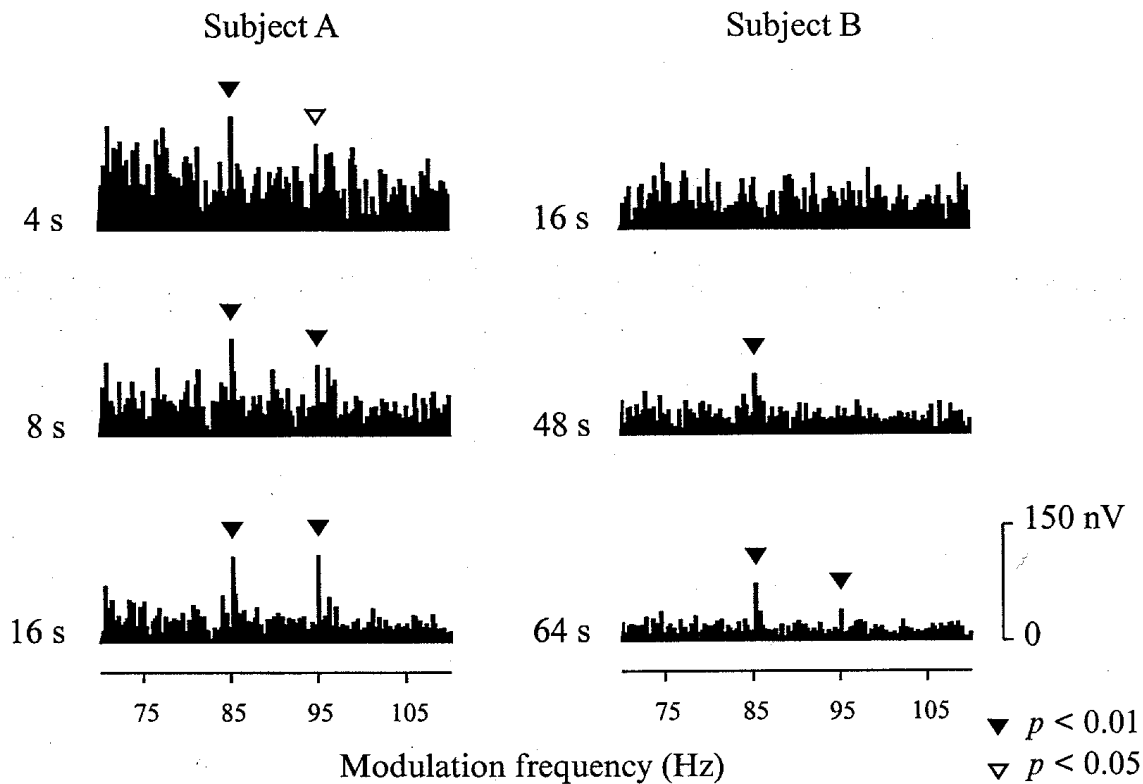 Subject A
Subject B
4 s
16 s
8 s
48 s
16 s
64 s
150 nV
0
75 85 95 105
75 85 95 105
Modulation frequency (Hz)
▼ p < 0.01
▽ p < 0.05